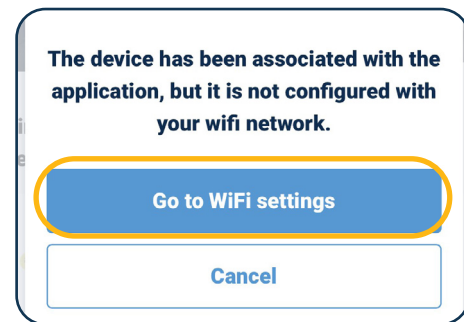 The device has been associated with the
application, but it is not configured with
your wifi network.
Go to WiFi settings
Cancel